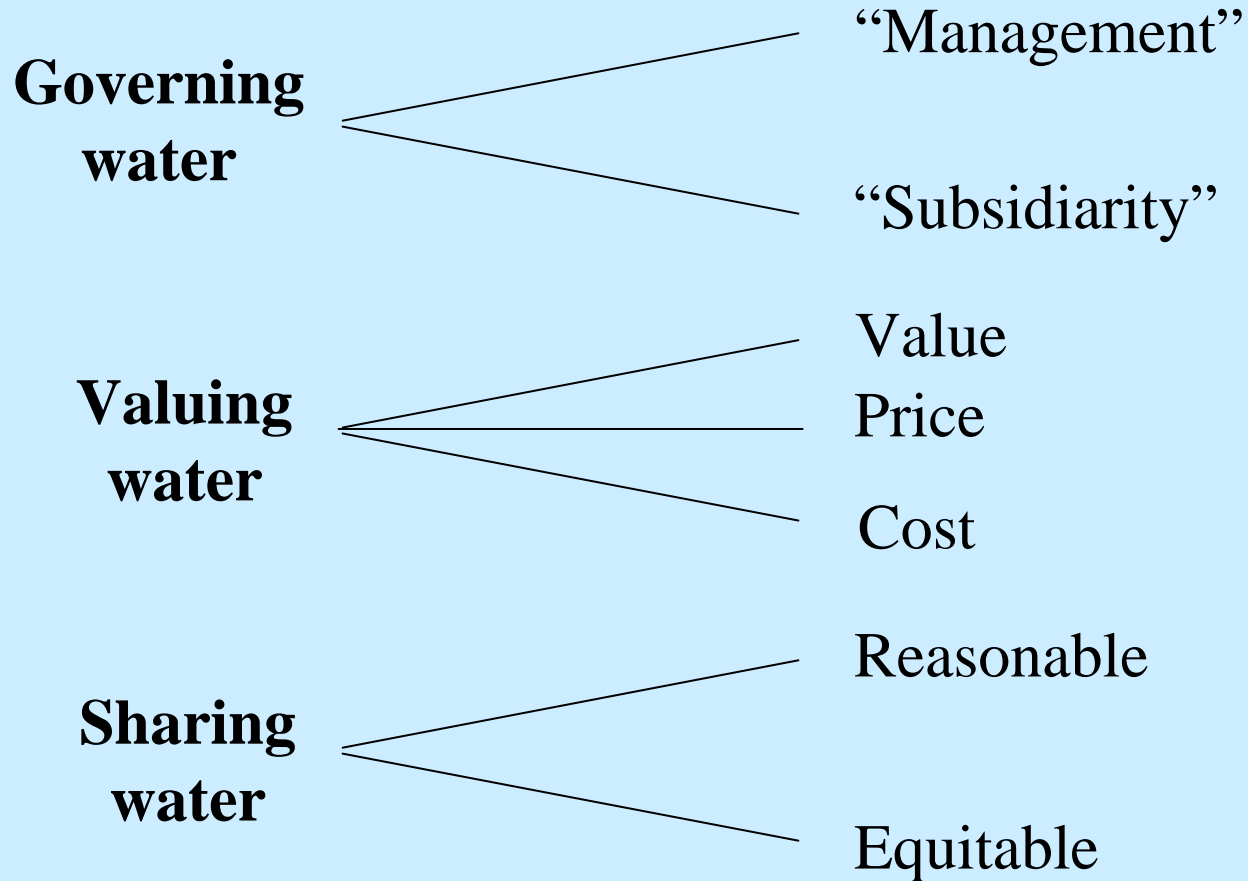 Governing
water
“Management”
“Subsidiarity”
Valuing
water
Value
Price
Cost
Sharing
water
Reasonable
Equitable